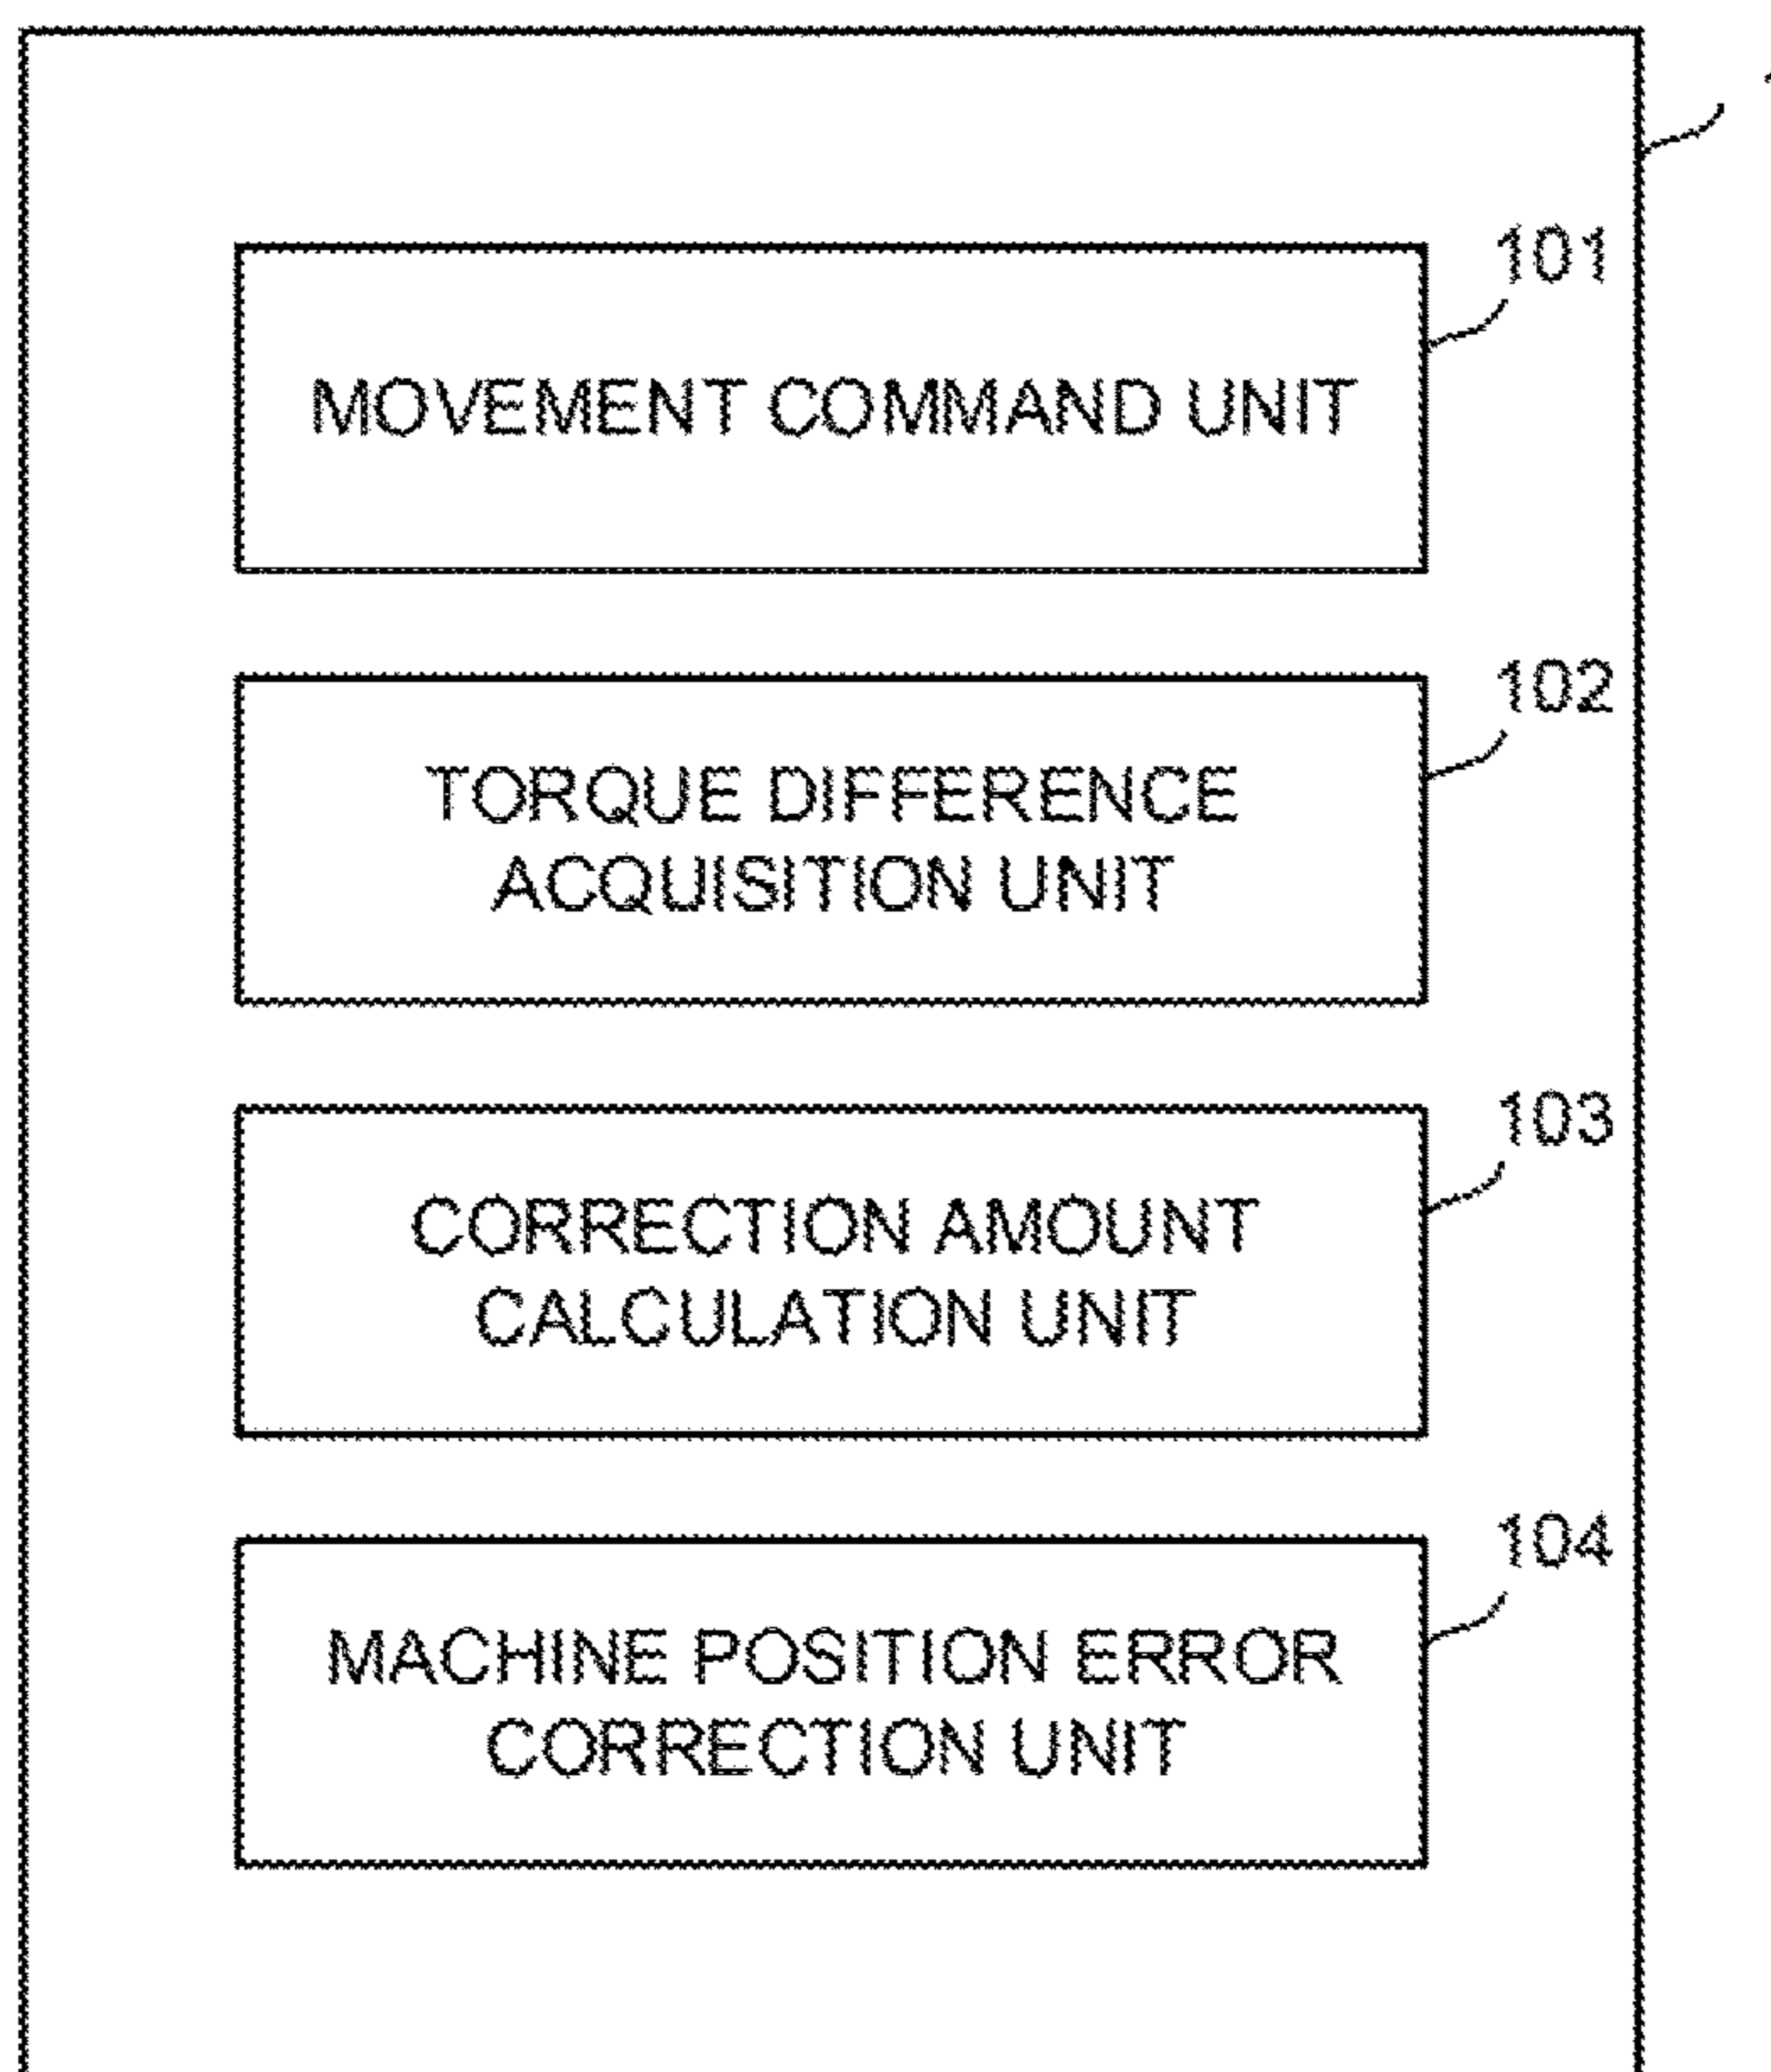 101
MOVEMENT COMMAND UNIT
102
TORQUE DIFFERENCE
ACQUISITION UNIT
103
CORRECTION AMOUNT
CALCULATION UNIT
104
MACHINE POSITION ERROR
CORRECTION UNIT